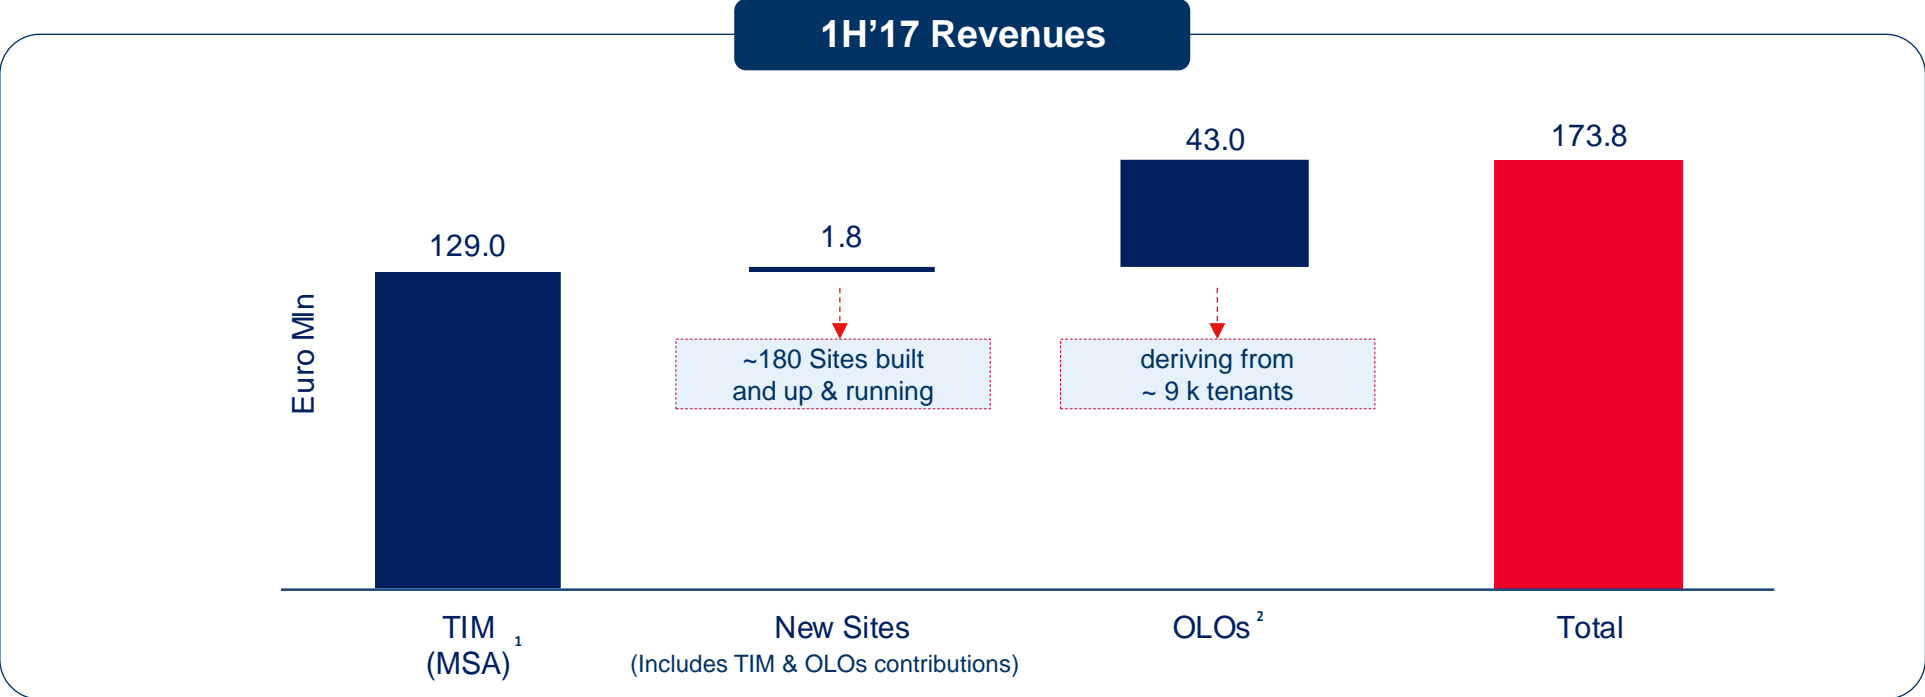 1H’17 Revenues
43.0
173.8
129.0
1.8
Euro Mln
~180 Sites built
and up & running
deriving from
~ 9 k tenants
TIM
(MSA) 1
New Sites
(Includes TIM & OLOs contributions)
OLOs 2
Total